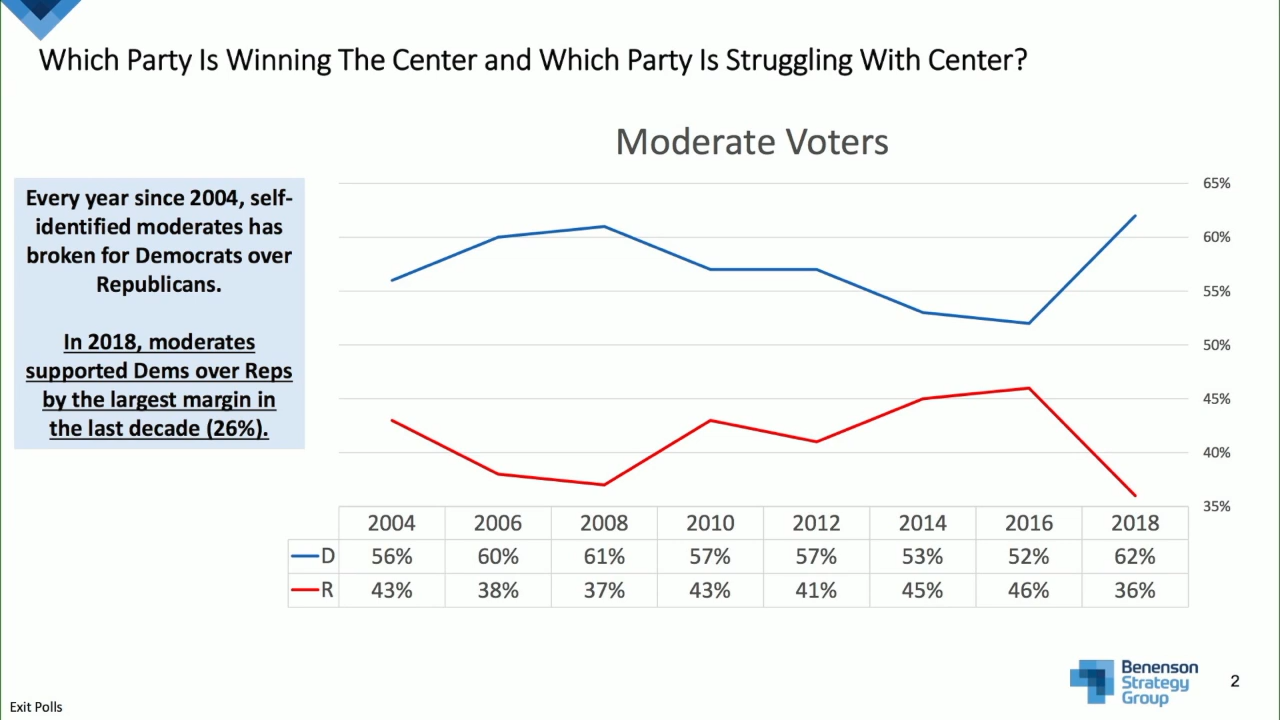 Which Party Is Winning The Center and Which Party Is Struggling With Center?
Moderate Voters
Every year since 2004, self-
identified moderates has
broken for Democrats over
Republicans.
In 2018, moderates
supported Dems over Reps
by the largest margin in
the last decade (26%).
65%
60%
55%
50%
45%
40%
35%
2004 2006 2008 2010 2012 2014 2016 2018
D 56% 60% 61% 57% 57% 53% 52% 62%
R 43% 38% 37% 43% 41% 45% 46% 36%
Benenson
Strategy
Group
2
Exit Polls